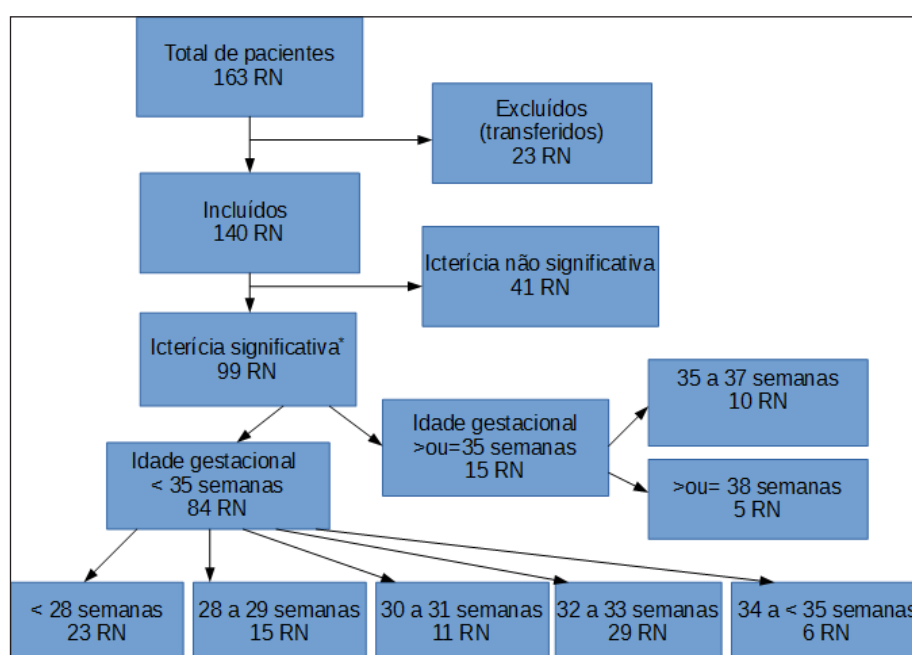 Total de pacientes
163 RN
Excluídos
(transferidos)
23 RN
Incluídos
140 RN
Icterícia não significativa
41 RN
Icterícia significativa*
99 RN
35 a 37 semanas
10 RN
Idade gestacional
>ou=35 semanas
15 RN
Idade gestacional
< 35 semanas
84 RN
>ou= 38 semanas
5 RN
< 28 semanas
23 RN
28 a 29 semanas
15 RN
30 a 31 semanas
11 RN
32 a 33 semanas
29 RN
34 a < 35 semanas
6 RN